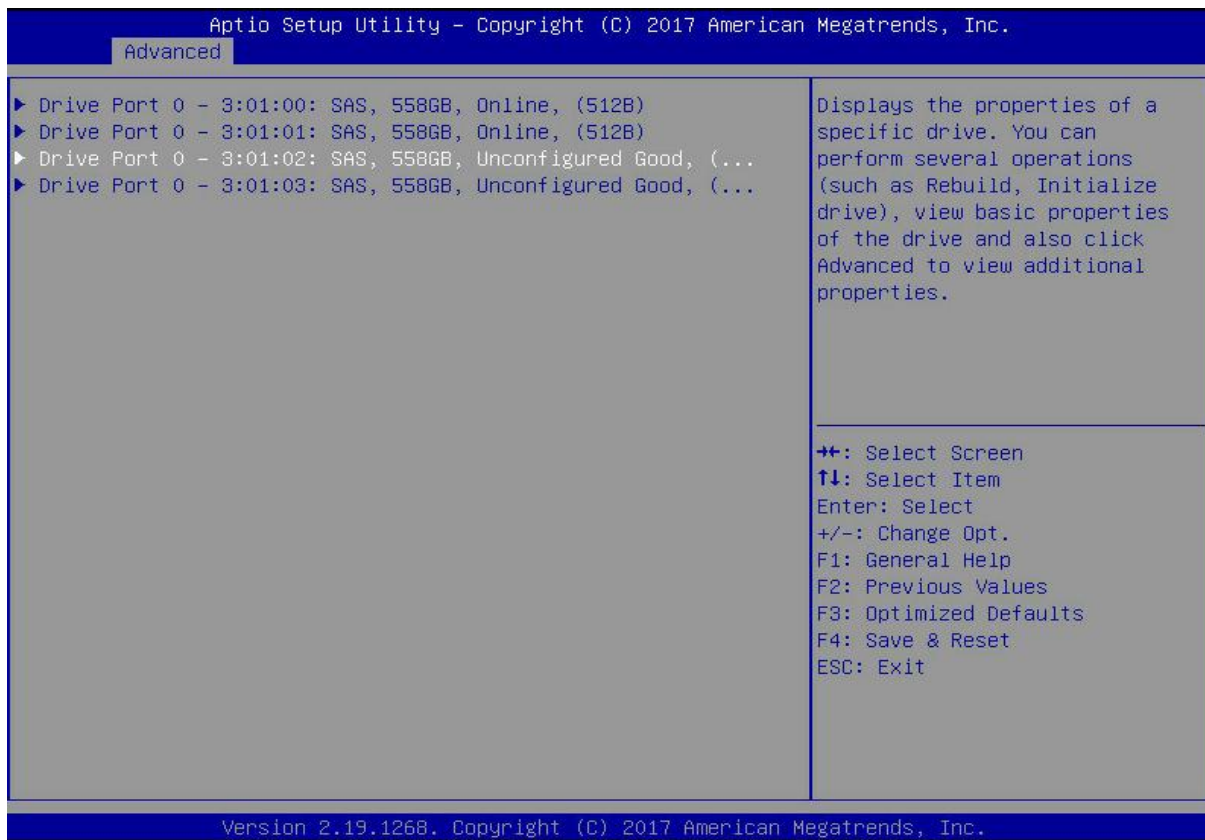 Aptio Setup Utility – Copyright (C) 2017 American Megatrends, Inc.
Advanced
▶ Drive Port 0 – 3:01:00: SAS, 558GB, Online, (512B)
▶ Drive Port 0 – 3:01:01: SAS, 558GB, Online, (512B)
▶ Drive Port 0 – 3:01:02: SAS, 558GB, Unconfigured Good, (...
▶ Drive Port 0 – 3:01:03: SAS, 558GB, Unconfigured Good, (...
Displays the properties of a
specific drive. You can
perform several operations
(such as Rebuild, Initialize
drive), view basic properties
of the drive and also click
Advanced to view additional
properties.
→←: Select Screen
↑↓: Select Item
Enter: Select
+/-: Change Opt.
F1: General Help
F2: Previous Values
F3: Optimized Defaults
F4: Save & Reset
ESC: Exit
Version 2.19.1268. Copyright (C) 2017 American Megatrends, Inc.